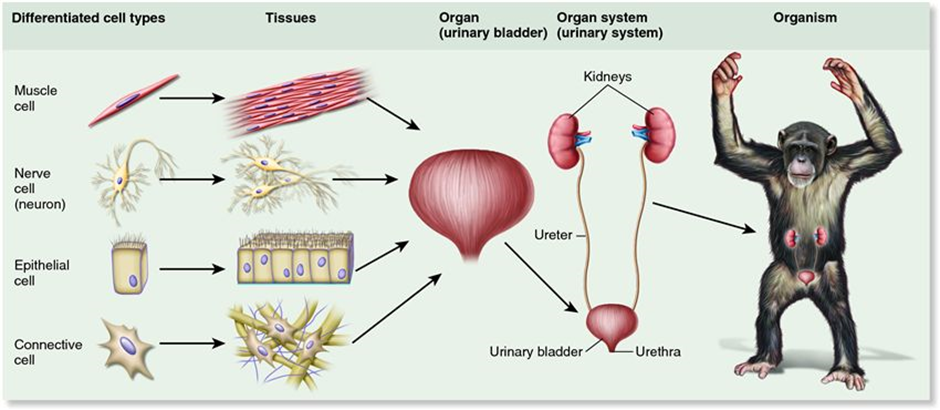 Differentiated cell types
Tissues
Organ
(urinary bladder)
Organ system
(urinary system)
Organism
Muscle
cell
Nerve
cell
(neuron)
Epithelial
cell
Connective
cell
Kidneys
Ureter
Urinary bladder
Urethra